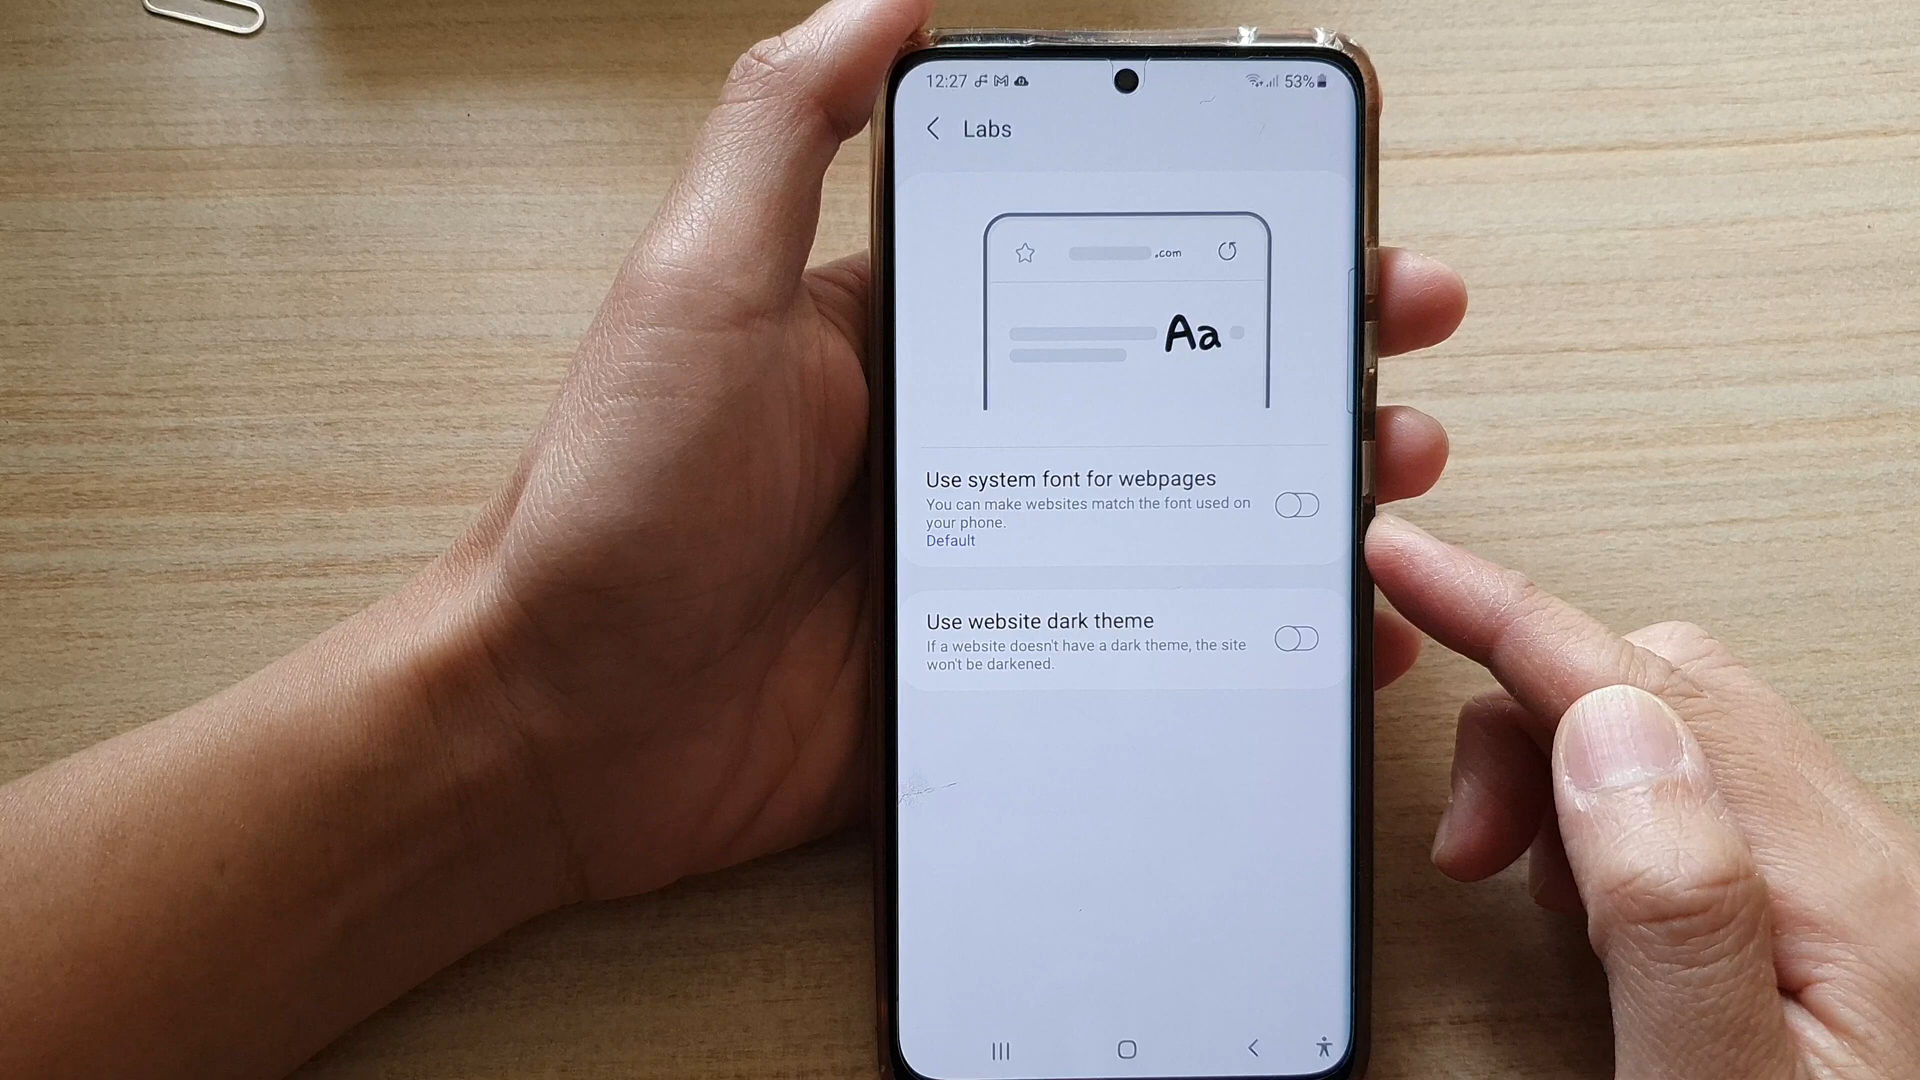 12:27 53%
Labs
.com
Aa
Use system font for webpages
You can make websites match the font used on
your phone.
Default
Use website dark theme
If a website doesn't have a dark theme, the site
won't be darkened.